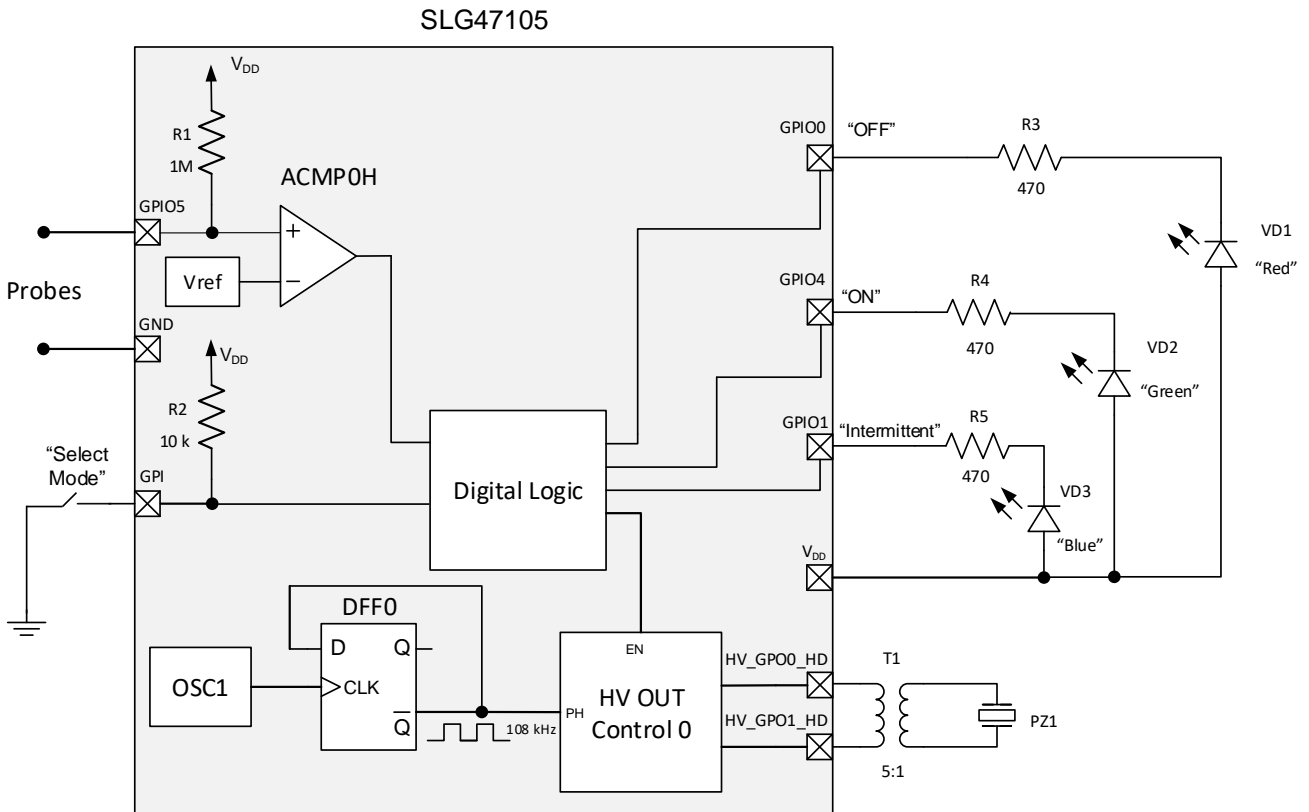 SLG47105
VDD
R1
1M
ACMP0H
GPIO5
+
−
Vref
Probes
GND
VDD
R2
10 k
"Select
Mode"
GPI
Digital Logic
GPIO0
"OFF"
R3
470
VD1
"Red"
GPIO4
"ON"
R4
470
VD2
"Green"
GPIO1
"Intermittent"
R5
470
VD3
"Blue"
VDD
DFF0
D
Q
CLK
Q
OSC1
108 kHz
EN
PH
HV OUT
Control 0
HV_GPO0_HD
HV_GPO1_HD
T1
5:1
PZ1